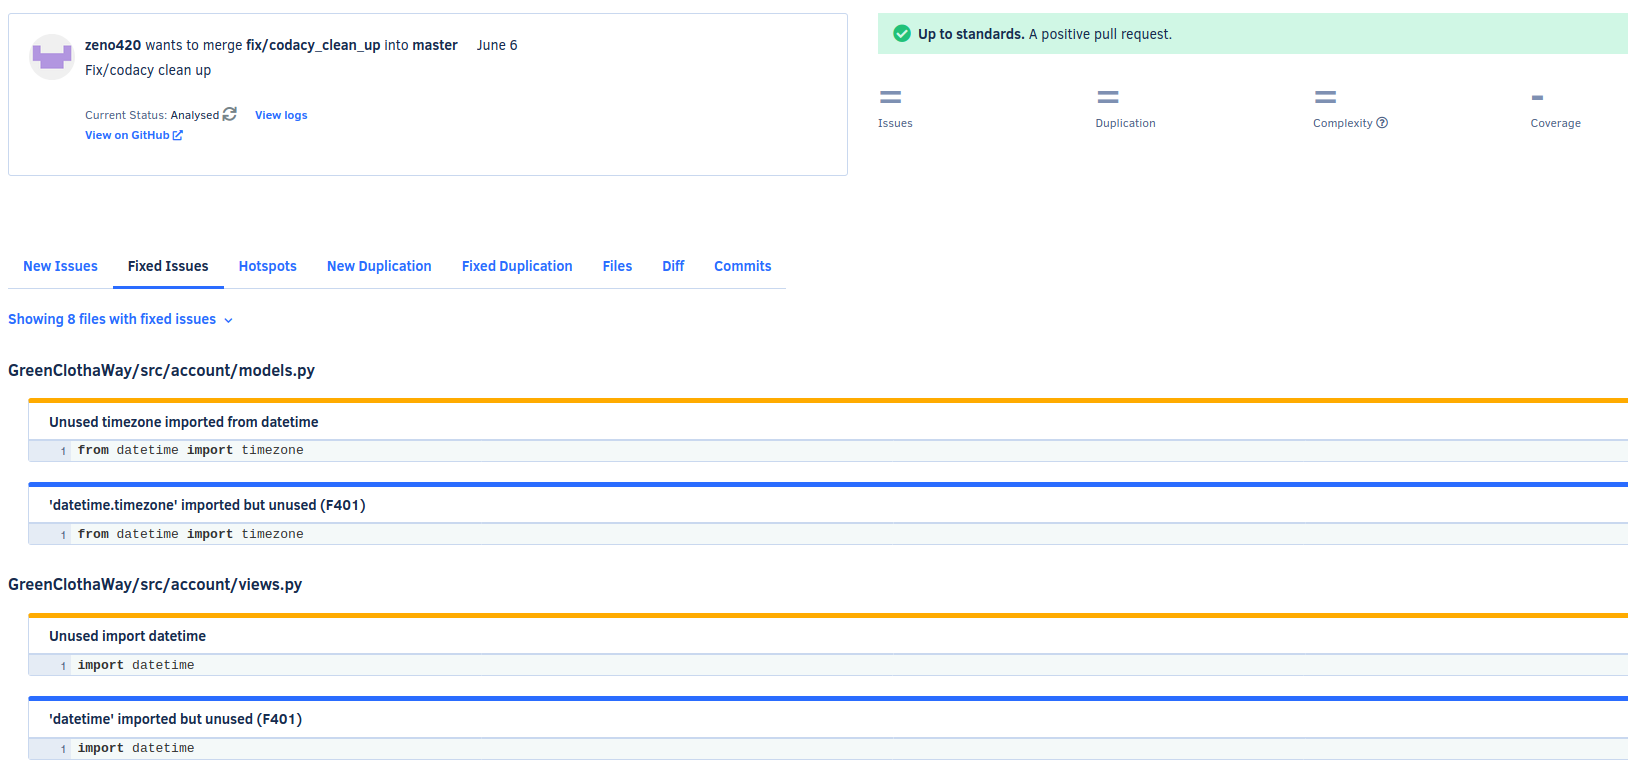 zeno420 wants to merge fix/codacy_clean_up into master June 6
Fix/codacy clean up
Current Status: Analysed View logs
View on GitHub
Up to standards. A positive pull request.
= = = -
Issues Duplication Complexity Coverage
New Issues Fixed Issues Hotspots New Duplication Fixed Duplication Files Diff Commits
Showing 8 files with fixed issues
GreenClothaWay/src/account/models.py
Unused timezone imported from datetime
1 from datetime import timezone
'datetime.timezone' imported but unused (F401)
1 from datetime import timezone
GreenClothaWay/src/account/views.py
Unused import datetime
1 import datetime
'datetime' imported but unused (F401)
1 import datetime